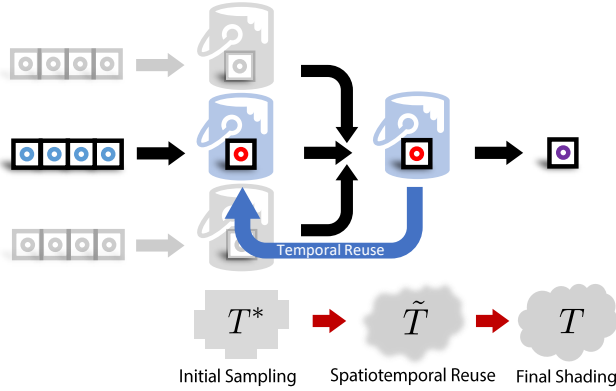 Temporal Reuse
T* T̃ T
Initial Sampling Spatiotemporal Reuse Final Shading